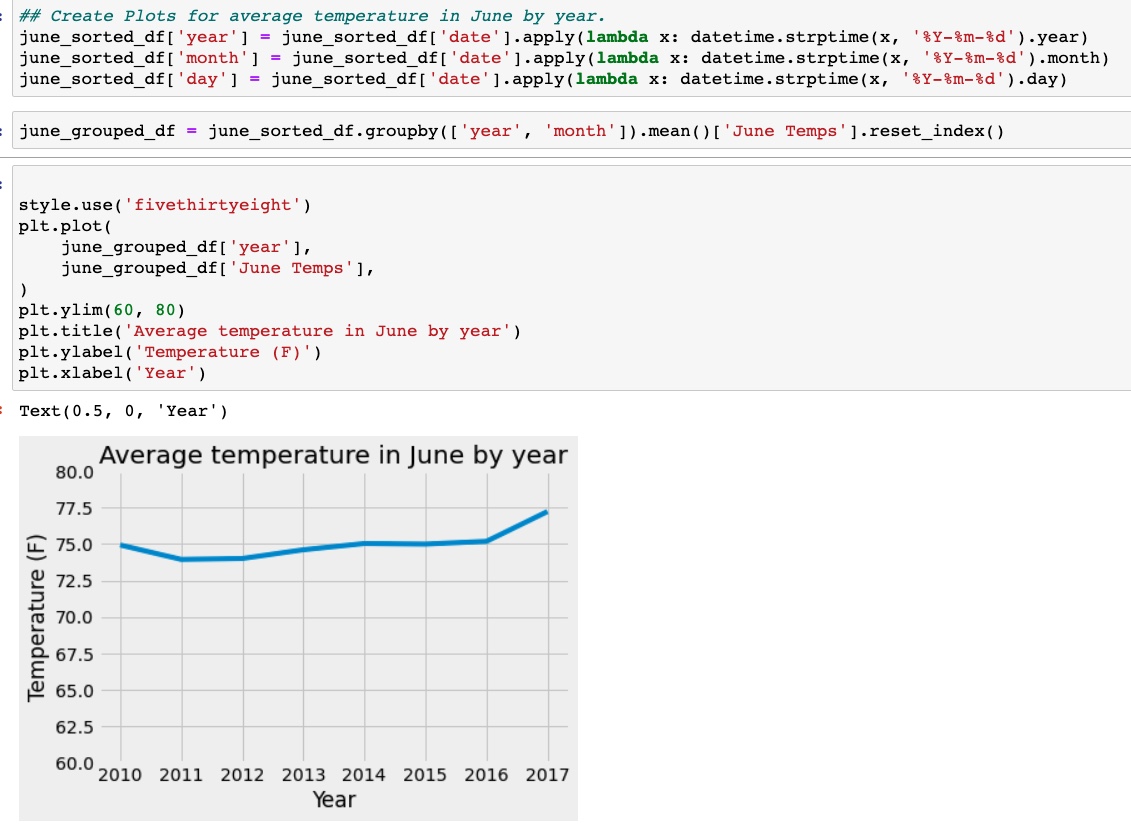 ## Create Plots for average temperature in June by year.
june_sorted_df['year'] = june_sorted_df['date'].apply(lambda x: datetime.strptime(x, '%Y-%m-%d').year)
june_sorted_df['month'] = june_sorted_df['date'].apply(lambda x: datetime.strptime(x, '%Y-%m-%d').month)
june_sorted_df['day'] = june_sorted_df['date'].apply(lambda x: datetime.strptime(x, '%Y-%m-%d').day)
june_grouped_df = june_sorted_df.groupby(['year', 'month']).mean()['June Temps'].reset_index()
style.use('fivethirtyeight')
plt.plot(
    june_grouped_df['year'],
    june_grouped_df['June Temps'],
)
plt.ylim(60, 80)
plt.title('Average temperature in June by year')
plt.ylabel('Temperature (F)')
plt.xlabel('Year')
Text(0.5, 0, 'Year')
Average temperature in June by year
80.0
77.5
75.0
72.5
70.0
67.5
65.0
62.5
60.0
Temperature (F)
2010 2011 2012 2013 2014 2015 2016 2017
Year